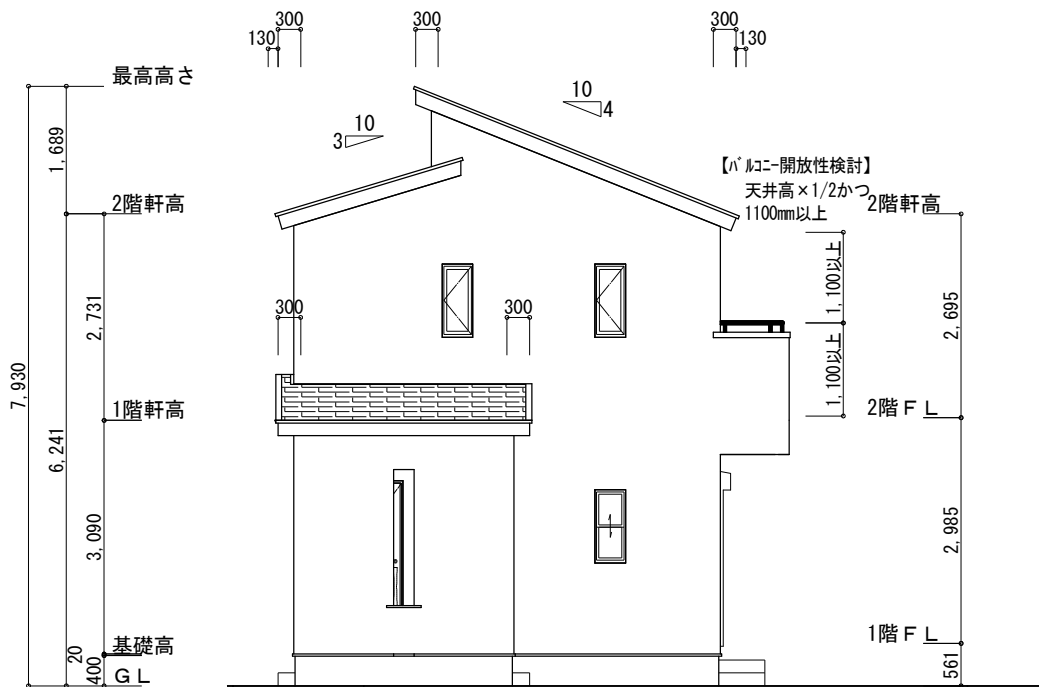 300
130
300
300
130
最高高さ
10
4
10
3
1,689
【バルコニー開放性検討】
天井高×1/2かつ
1100mm以上
2階軒高
2階軒高
1,100以上
2,731
300
300
2,695
7,930
1,100以上
1階軒高
2階ＦＬ
6,241
3,090
2,985
基礎高
1階ＦＬ
20
400
ＧＬ
561